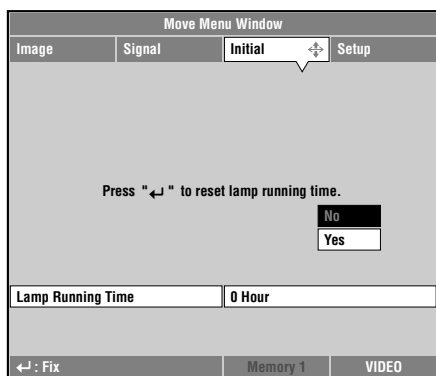 Move Menu Window
Image Signal Initial Setup
Press "↵" to reset lamp running time.
No
Yes
Lamp Running Time 0 Hour
↵ : Fix Memory 1 VIDEO